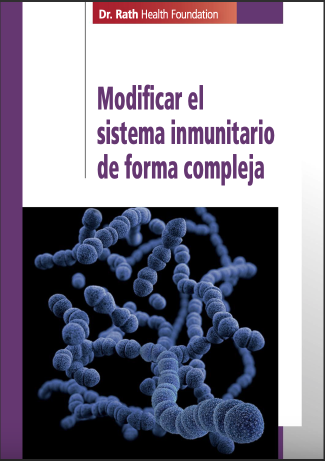 Dr. Rath Health Foundation
Modificar el
sistema inmunitario
de forma compleja